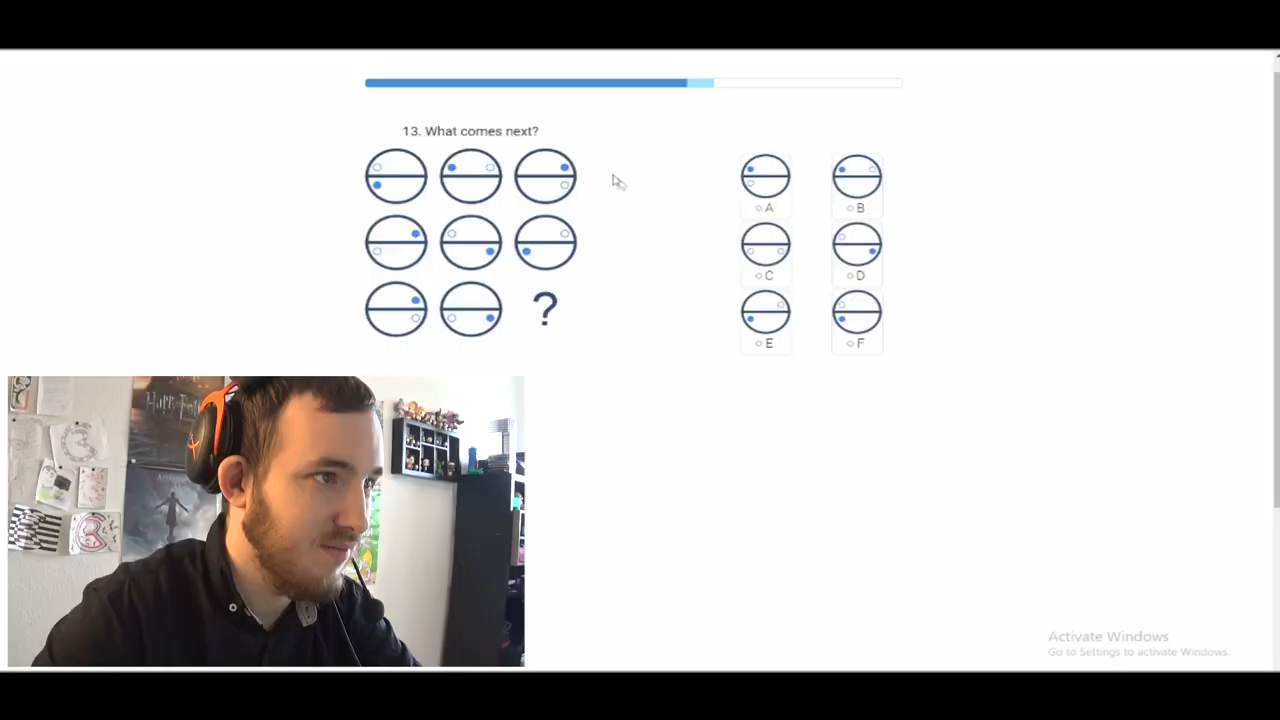 13. What comes next?
?
A
B
C
D
E
F
Activate Windows
Go to Settings to activate Windows.